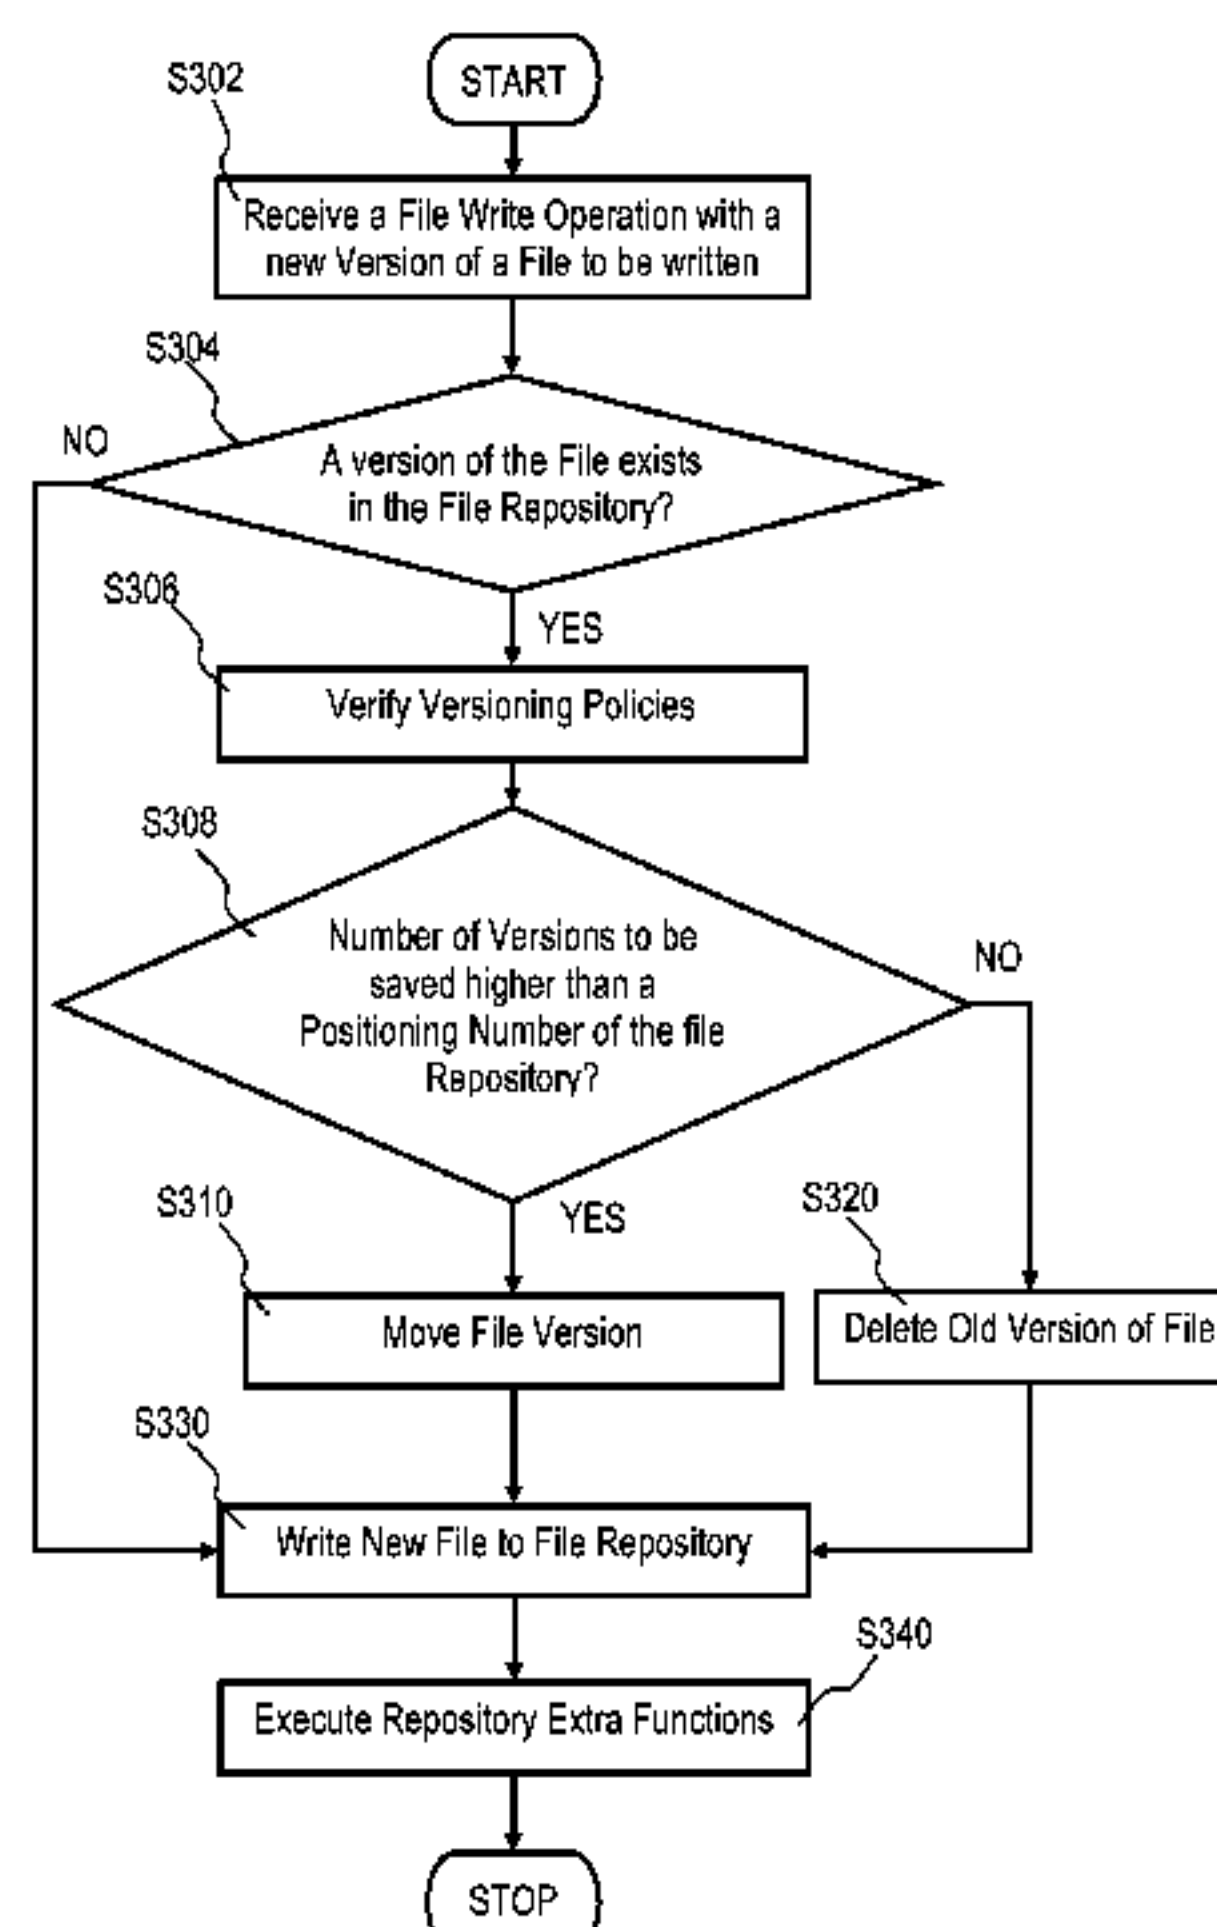 START
S302
Receive a File Write Operation with a
new Version of a File to be written
S304
NO
A version of the File exists
in the File Repository?
YES
S306
Verify Versioning Policies
S308
Number of Versions to be
saved higher than a
Positioning Number of the file
Repository?
NO
YES
S310
Move File Version
S320
Delete Old Version of File
S330
Write New File to File Repository
S340
Execute Repository Extra Functions
STOP